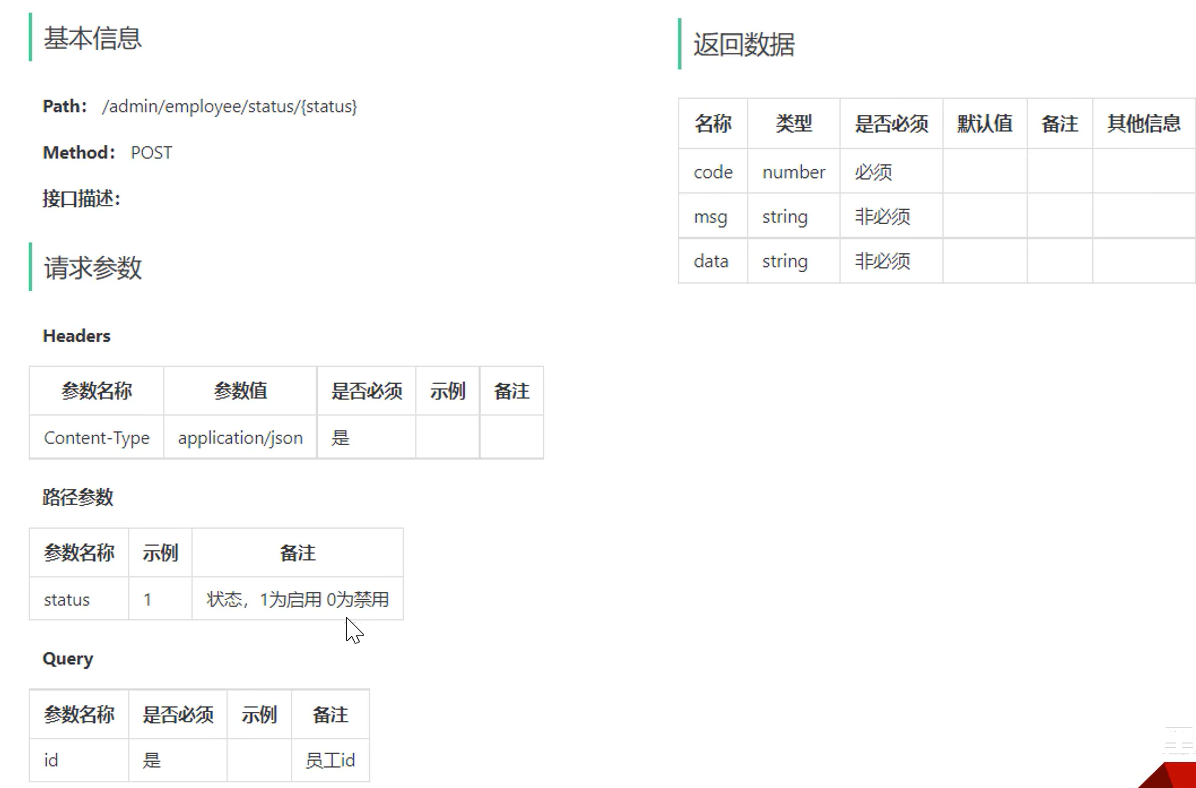 基本信息
Path： /admin/employee/status/{status}
Method： POST
接口描述：
请求参数
Headers
参数名称 参数值 是否必须 示例 备注
Content-Type application/json 是
路径参数
参数名称 示例 备注
status 1 状态，1为启用 0为禁用
Query
参数名称 是否必须 示例 备注
id 是 员工id
返回数据
名称 类型 是否必须 默认值 备注 其他信息
code number 必须
msg string 非必须
data string 非必须